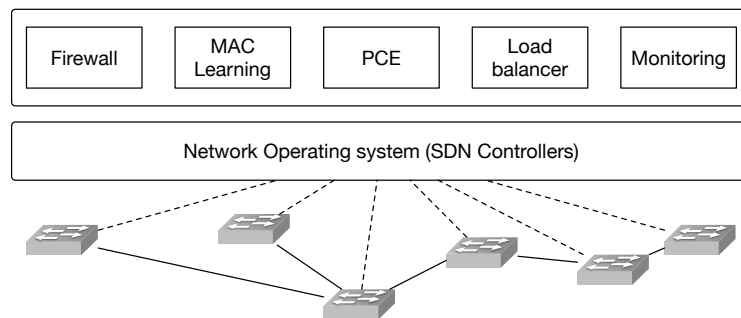 Firewall
MAC
Learning
PCE
Load
balancer
Monitoring
Network Operating system (SDN Controllers)